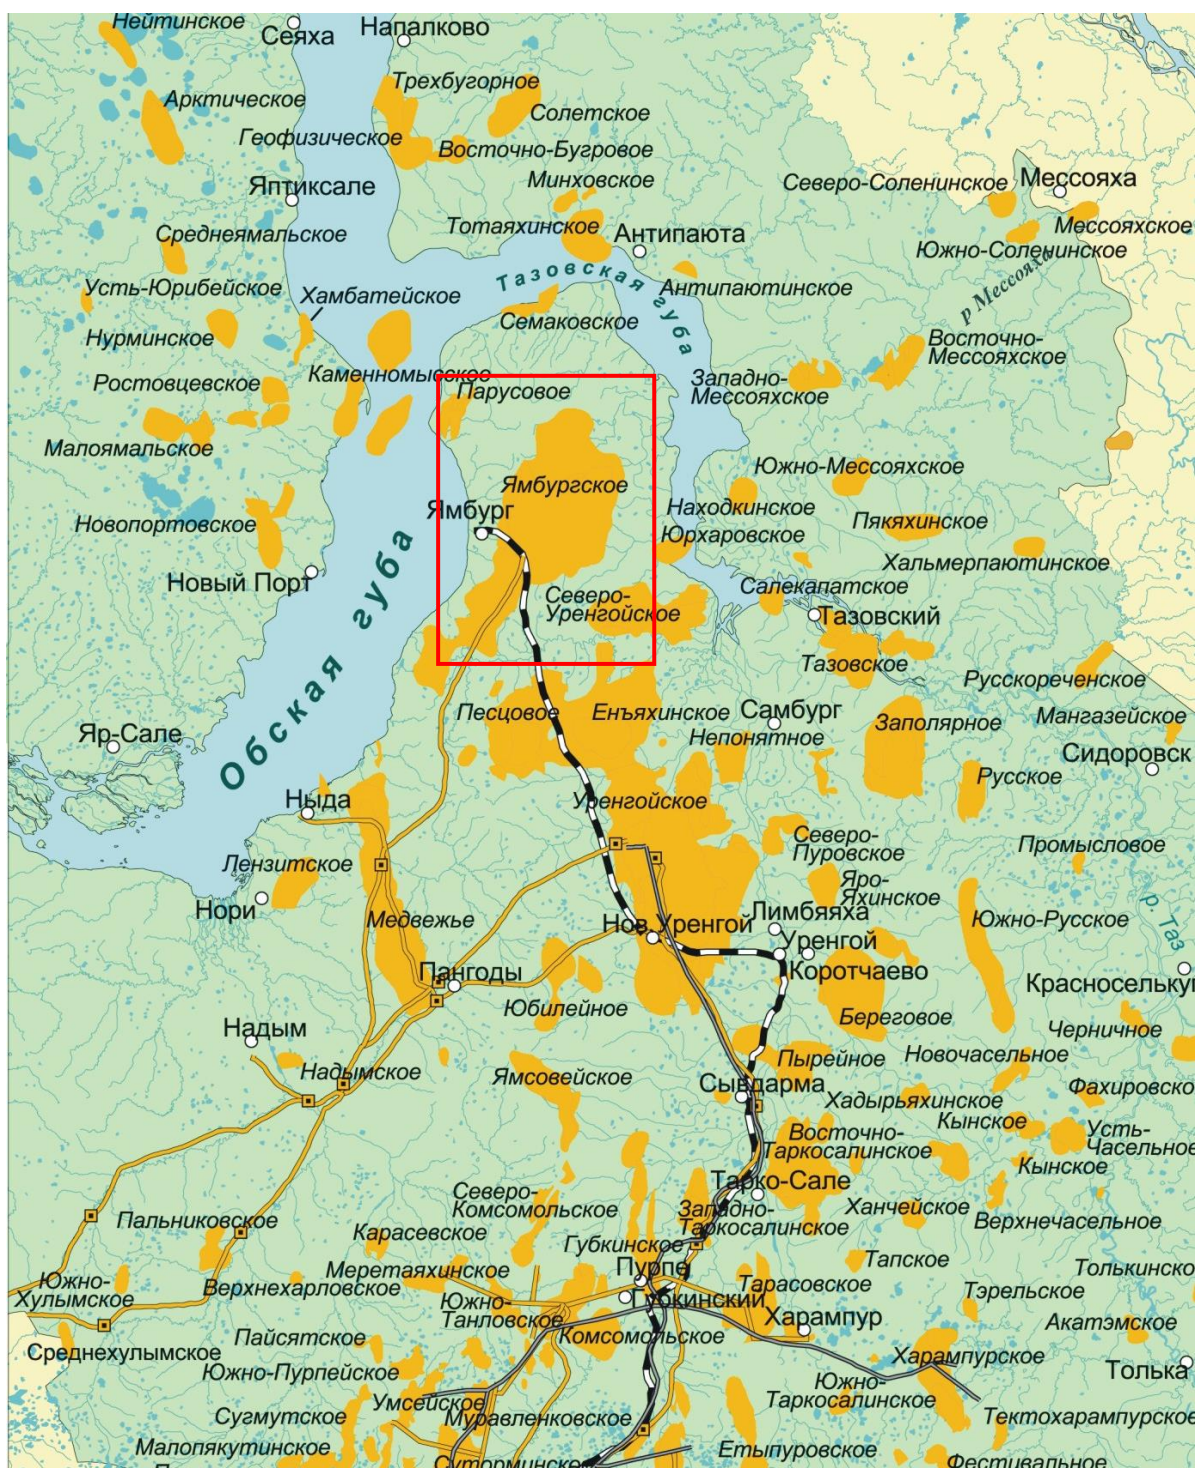 Нейтинское
Сеяха
Напалково
Трехбугорное
Арктическое
Солетское
Геофизическое
Восточно-Бугровое
Минховское
Яптиксале
Северо-Соленинское
Мессояха
Тотаяхинское
Антипаюта
Мессояхское
Среднеямальское
Южно-Соленинское
Тазовская губа
р Мессояха
Усть-Юрибейское
Хамбатейское
Антипаютинское
Семаковское
Нурминское
Восточно-
Мессояхское
Каменномысское
Ростовцевское
Парусовое
Западно-
Мессояхское
Малоямальское
Южно-Мессояхское
Ямбургское
Ямбург
Находкинское
Новопортовское
Пякяхинское
Юрхаровское
Обская губа
Хальмерпаютинское
Новый Порт
Салекапатское
Северо-
Уренгойское
Тазовский
Тазовское
Русскореченское
Песцовое
Енъяхинское
Самбург
Заполярное
Мангазейское
Яр-Сале
Непонятное
Сидоровск
Русское
Ныда
Уренгойское
Северо-
Пуровское
Промысловое
Лензитское
Яро-
Яхинское
Нори
Медвежье
Нов.Уренгой
Лимбяяха
Южно-Русское
р. Таз
Уренгой
Пангоды
Коротчаево
Красноселькуп
Юбилейное
Береговое
Черничное
Надым
Пырейное
Новочасельное
Надымское
Ямсовейское
Сывдарма
Фахировско
Хадырьяхинское
Кынское
Восточно-
Таркосалинское
Усть-
Часельное
Кынское
Тарко-Сале
Северо-
Комсомольское
Западно-
Таркосалинское
Ханчейское
Верхнечасельное
Пальниковское
Карасевское
Губкинское
Тапское
Южно-
Хулымское
Верхнехарловское
Меретаяхинское
Пурпе
Тарасовское
Толькинско
Тэрельское
Южно-
Танловское
Губкинский
Харампур
Акатэмское
Пайсятское
Комсомольское
Среднехулымское
Харампурское
Южно-Пурпейское
Толька
Умсейское
Южно-
Таркосалинское
Сугмутское
Муравленковское
Тектохарампурское
Малопякутинское
Етыпуровское
Суторминское
Фестивальное